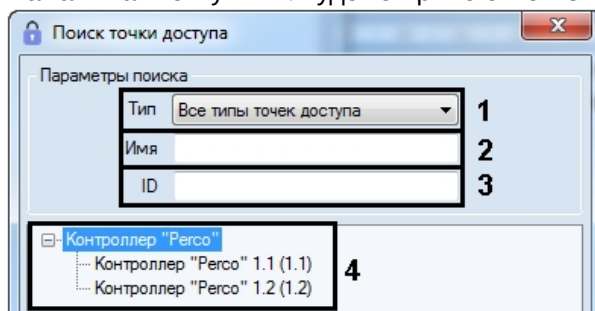 Поиск точки доступа
Параметры поиска
Тип Все типы точек доступа 1
Имя 2
ID 3
Контроллер "Perco"
Контроллер "Perco" 1.1 (1.1)
Контроллер "Perco" 1.2 (1.2)
4